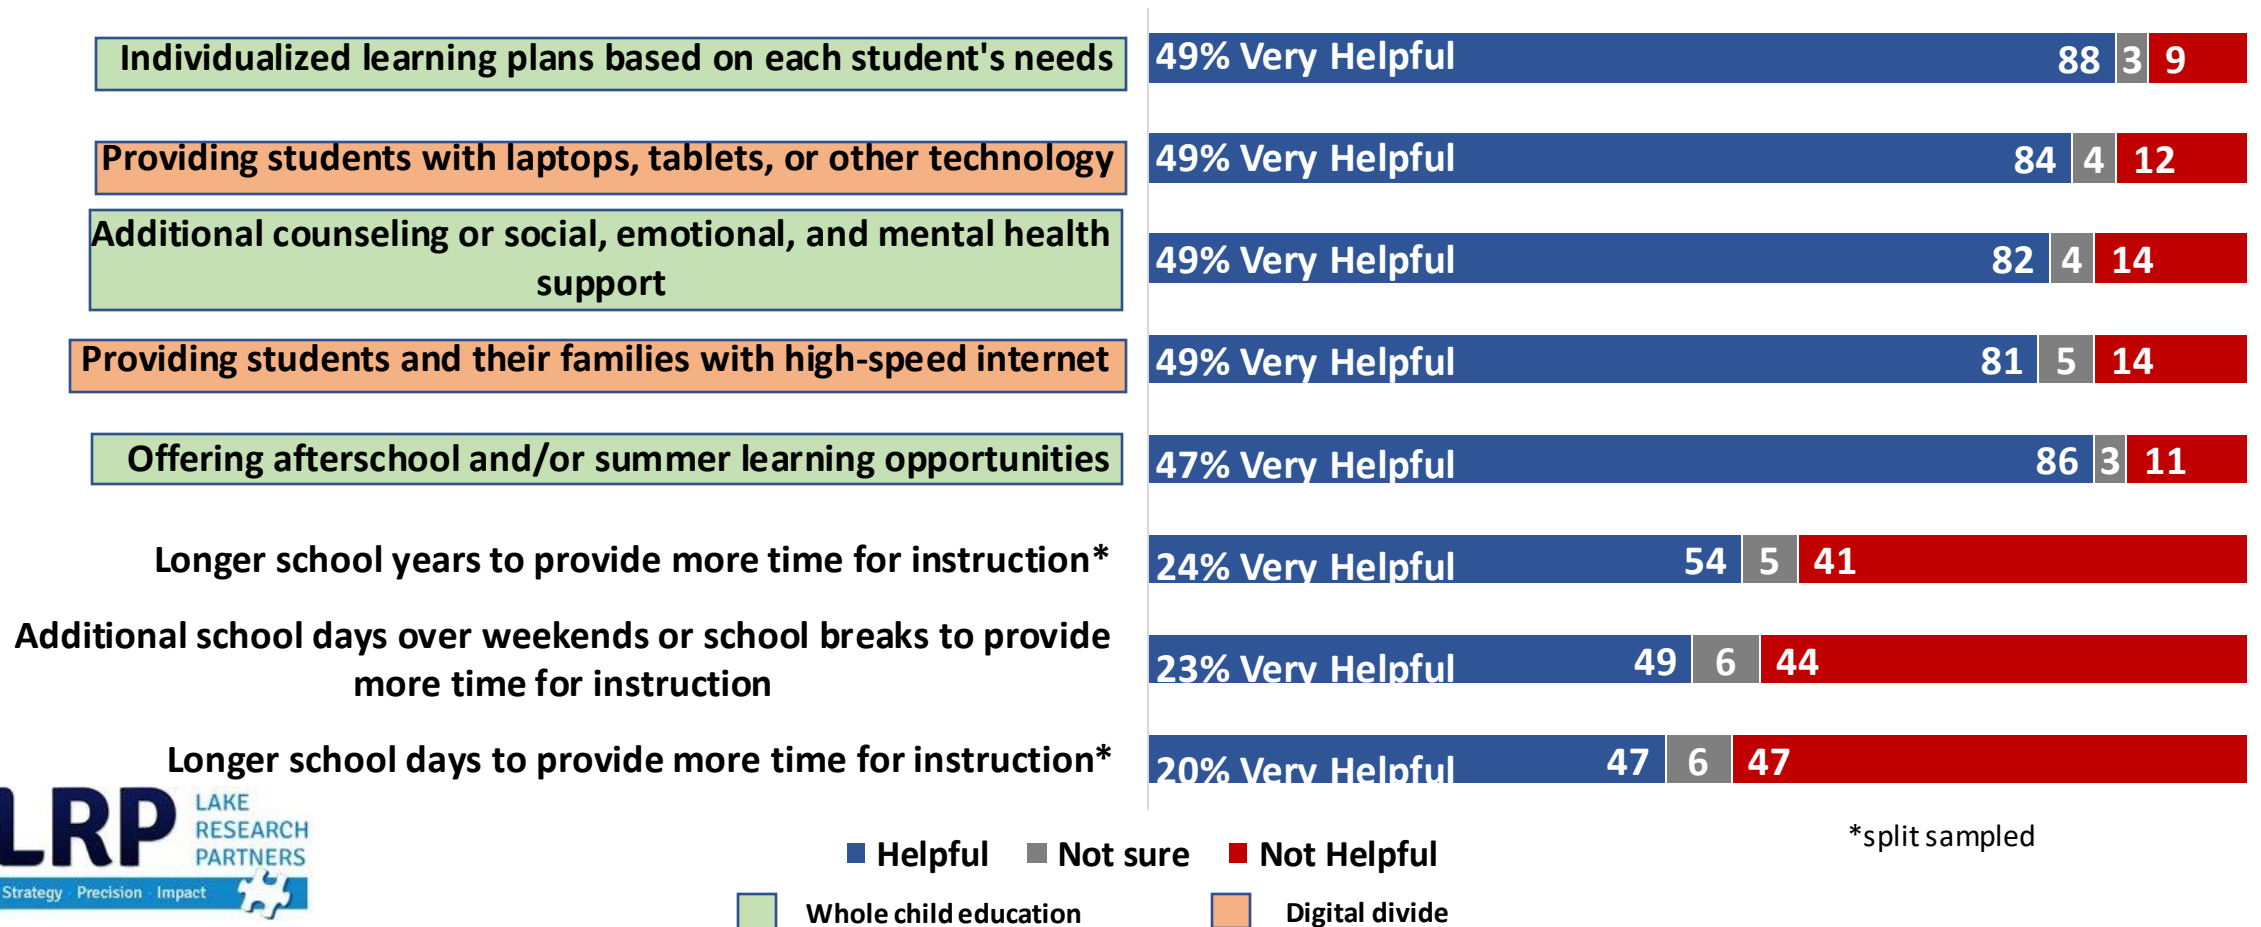 Individualized learning plans based on each student's needs
49% Very Helpful 88 3 9
Providing students with laptops, tablets, or other technology
49% Very Helpful 84 4 12
Additional counseling or social, emotional, and mental health
support
49% Very Helpful 82 4 14
Providing students and their families with high-speed internet
49% Very Helpful 81 5 14
Offering afterschool and/or summer learning opportunities
47% Very Helpful 86 3 11
Longer school years to provide more time for instruction*
24% Very Helpful 54 5 41
Additional school days over weekends or school breaks to provide
more time for instruction
23% Very Helpful 49 6 44
Longer school days to provide more time for instruction*
20% Very Helpful 47 6 47
LRP
LAKE
RESEARCH
PARTNERS
Strategy · Precision · Impact
Helpful Not sure Not Helpful
*split sampled
Whole child education Digital divide